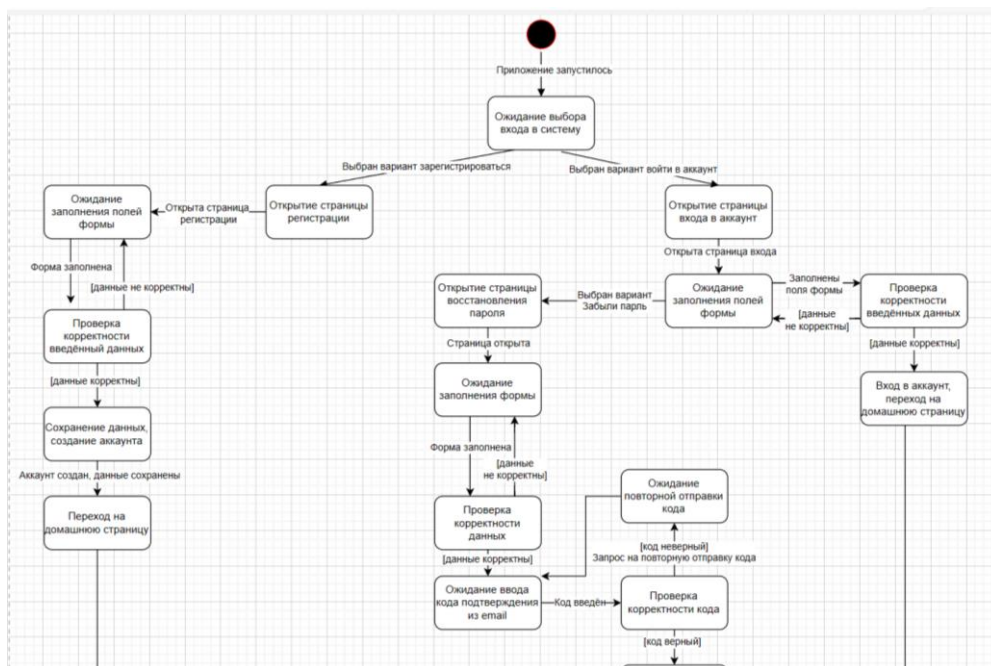 Приложение запустилось
Ожидание выбора
входа в систему
Выбран вариант зарегистрироваться
Выбран вариант войти в аккаунт
Ожидание
заполнения полей
формы
Открыта страница
регистрации
Открытие страницы
регистрации
Открытие страницы
входа в аккаунт
Форма заполнена
[данные не корректны]
Открыта страница входа
Открытие страницы
восстановления
пароля
Выбран вариант
Забыли парль
Ожидание
заполнения полей
формы
Заполнены
поля формы
[данные
не корректны]
Проверка
корректности
введённых данных
Проверка
корректности
введённый данных
Страница открыта
[данные корректны]
[данные корректны]
Ожидание
заполнения формы
Вход в аккаунт,
переход на
домашнюю страницу
Сохранение данных,
создание аккаунта
Форма заполнена
[данные
не корректны]
Аккаунт создан, данные сохранены
Ожидание
повторной отправки
кода
Переход на
домашнюю страницу
Проверка
корректности
данных
[код неверный]
Запрос на повторную отправку кода
[данные корректны]
Ожидание ввода
кода подтверждения
из email
Код введён
Проверка
корректности кода
[код верный]